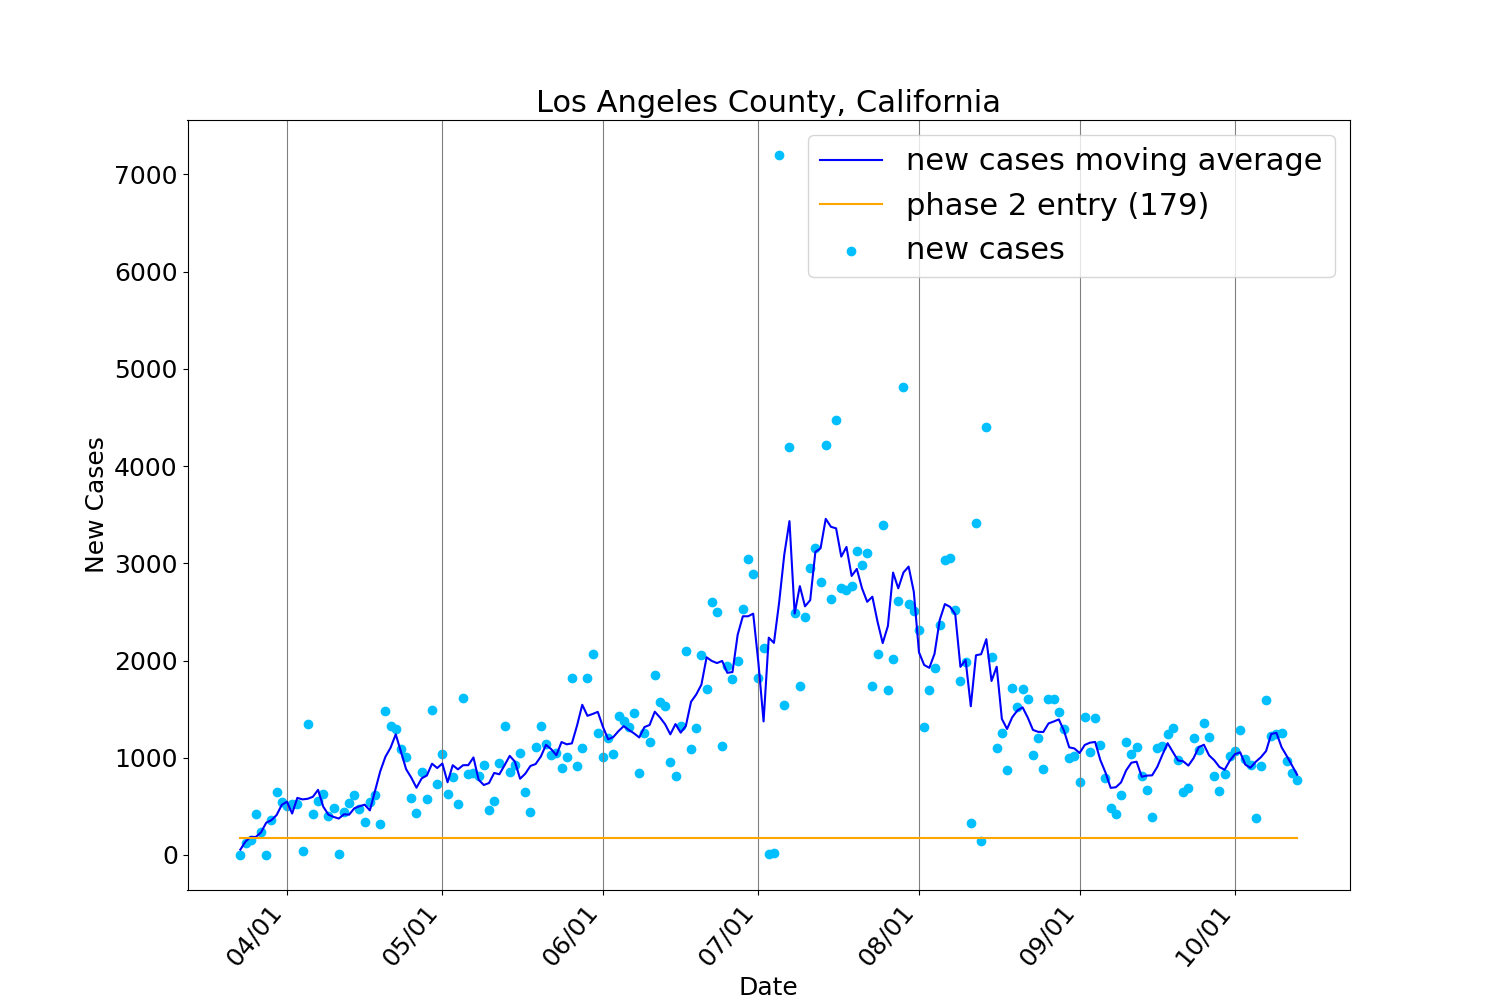 Los Angeles County, California
new cases moving average
phase 2 entry (179)
new cases
7000
6000
5000
4000
3000
2000
1000
0
New Cases
04/01
05/01
06/01
07/01
08/01
09/01
10/01
Date